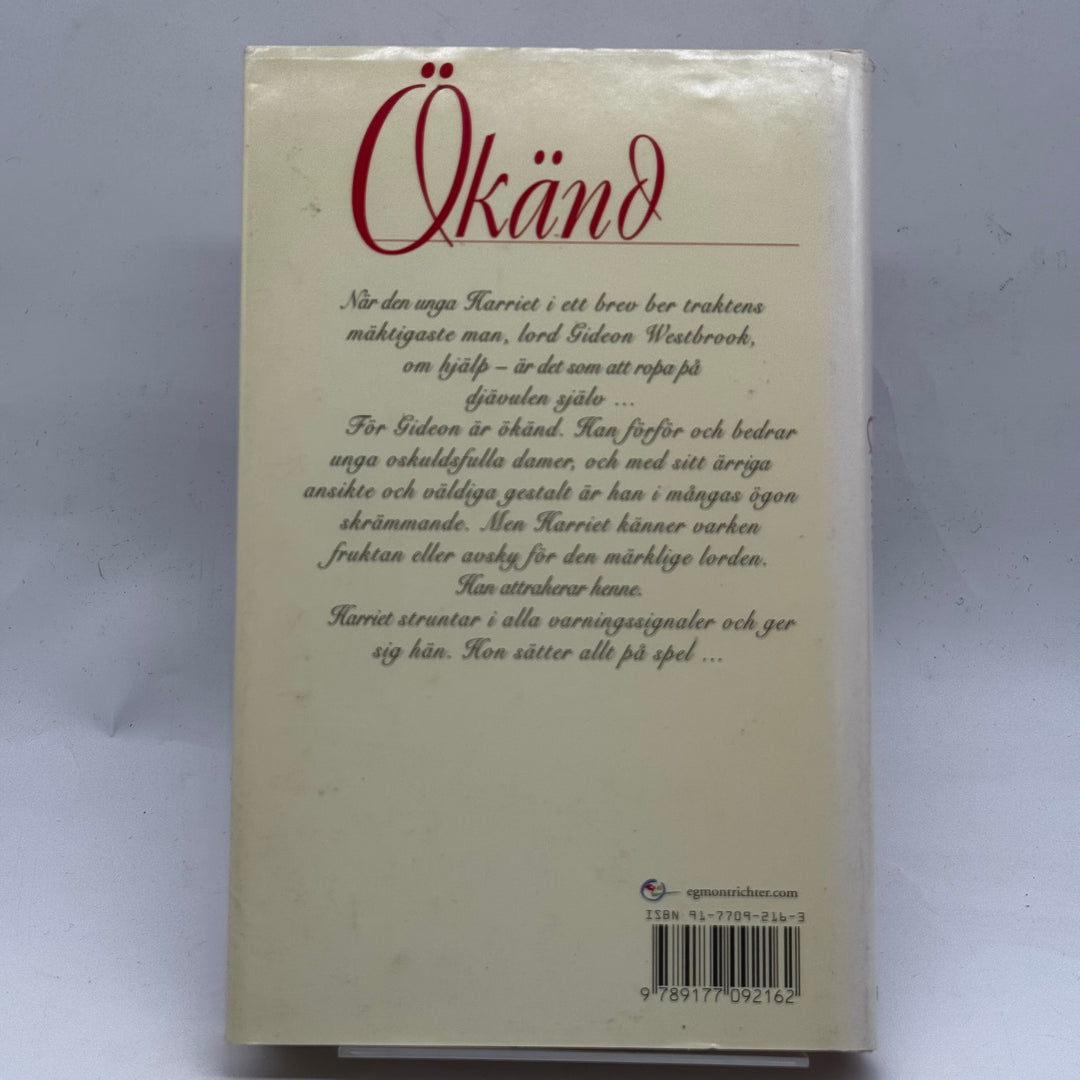 Ökänd
När den unga Harriet i ett brev ber traktens
mäktigaste man, lord Gideon Westbrook,
om hjälp – är det som att ropa på
djävulen själv ...
För Gideon är ökänd. Han förför och bedrar
unga oskuldsfulla damer, och med sitt ärriga
ansikte och väldiga gestalt är han i mångas ögon
skrämmande. Men Harriet känner varken
fruktan eller avsky för den märklige lorden.
Han attraherar henne.
Harriet struntar i alla varningssignaler och ger
sig hän. Hon sätter allt på spel ...
egmontrichter.com
ISBN 91-7709-216-3
9 789177 092162